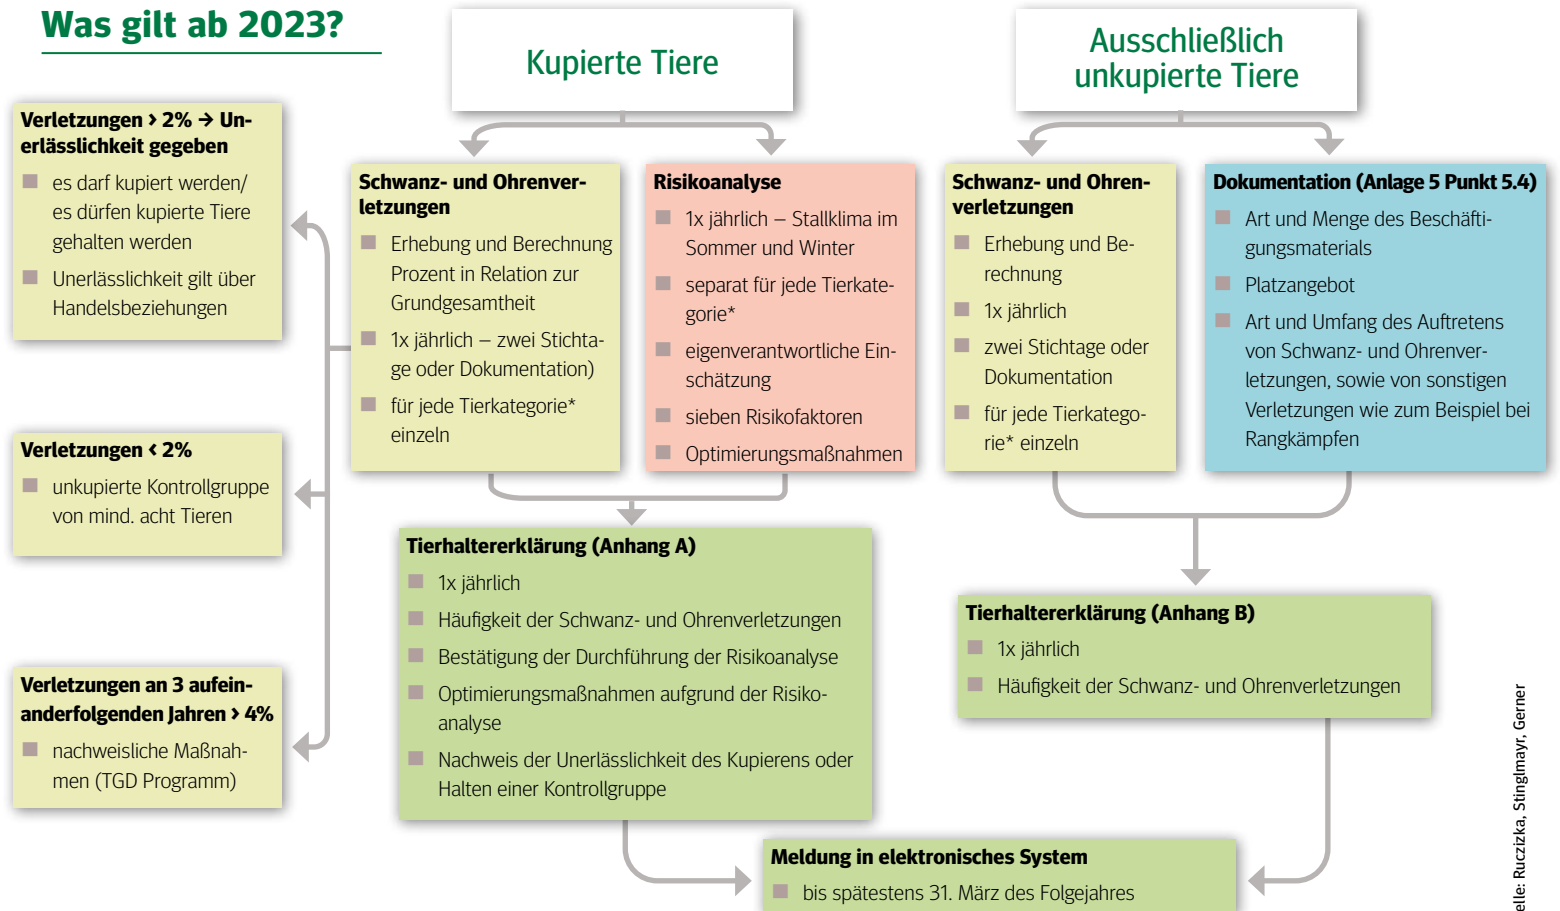 Was gilt ab 2023?
Kupierte Tiere
Ausschließlich
unkupierte Tiere
Verletzungen > 2% → Un-
erlässlichkeit gegeben
es darf kupiert werden/
es dürfen kupierte Tiere
gehalten werden
Unerlässlichkeit gilt über
Handelsbeziehungen
Verletzungen < 2%
unkupierte Kontrollgruppe
von mind. acht Tieren
Verletzungen an 3 aufein-
anderfolgenden Jahren > 4%
nachweisliche Maßnah-
men (TGD Programm)
Schwanz- und Ohrenver-
letzungen
Erhebung und Berechnung
Prozent in Relation zur
Grundgesamtheit
1x jährlich – zwei Stichta-
ge oder Dokumentation)
für jede Tierkategorie*
einzeln
Risikoanalyse
1x jährlich – Stallklima im
Sommer und Winter
separat für jede Tierkate-
gorie*
eigenverantwortliche Ein-
schätzung
sieben Risikofaktoren
Optimierungsmaßnahmen
Schwanz- und Ohren-
verletzungen
Erhebung und Be-
rechnung
1x jährlich
zwei Stichtage oder
Dokumentation
für jede Tierkatego-
rie* einzeln
Dokumentation (Anlage 5 Punkt 5.4)
Art und Menge des Beschäfti-
gungsmaterials
Platzangebot
Art und Umfang des Auftretens
von Schwanz- und Ohrenver-
letzungen, sowie von sonstigen
Verletzungen wie zum Beispiel bei
Rangkämpfen
Tierhaltererklärung (Anhang A)
1x jährlich
Häufigkeit der Schwanz- und Ohrenverletzungen
Bestätigung der Durchführung der Risikoanalyse
Optimierungsmaßnahmen aufgrund der Risiko-
analyse
Nachweis der Unerlässlichkeit des Kupierens oder
Halten einer Kontrollgruppe
Tierhaltererklärung (Anhang B)
1x jährlich
Häufigkeit der Schwanz- und Ohrenverletzungen
Meldung in elektronisches System
bis spätestens 31. März des Folgejahres
elle: Ruczizka, Stinglmayr, Gerner